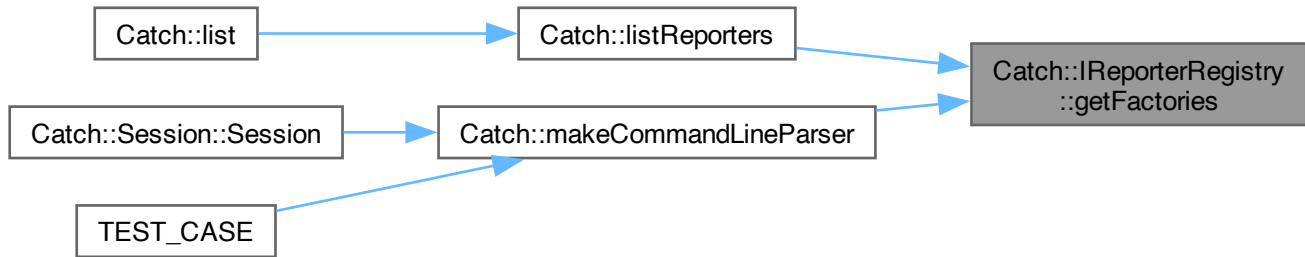 Catch::list
Catch::listReporters
Catch::IReporterRegistry
::getFactories
Catch::Session::Session
Catch::makeCommandLineParser
TEST_CASE